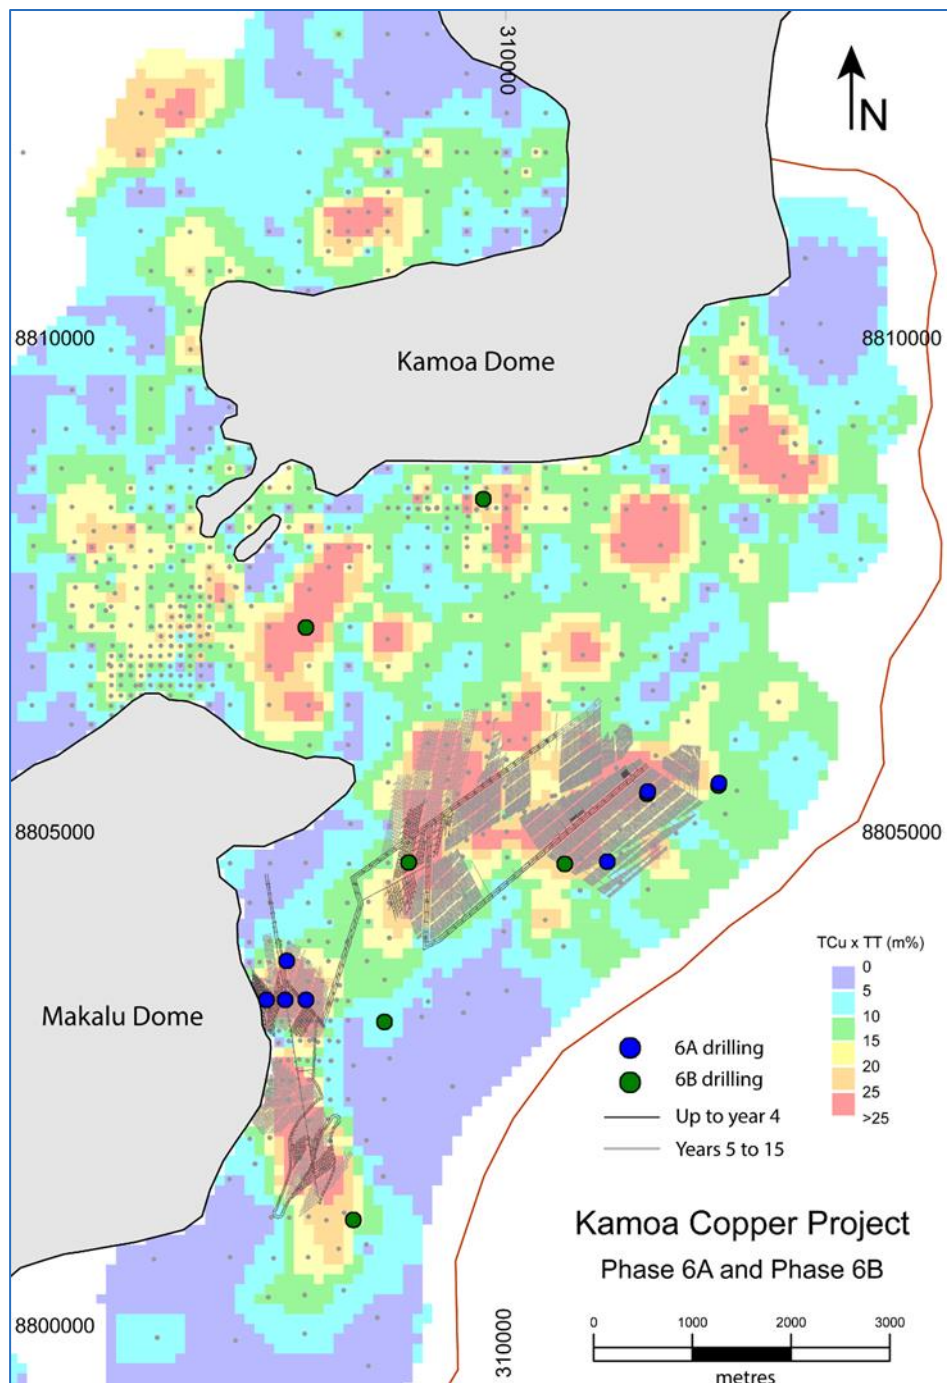 310000
N
8810000
8810000
Kamoa Dome
8805000
8805000
TCu x TT (m%)
0
5
10
15
20
25
>25
Makalu Dome
6A drilling
6B drilling
Up to year 4
Years 5 to 15
Kamoa Copper Project
Phase 6A and Phase 6B
8800000
310000
0
1000
2000
3000
metres